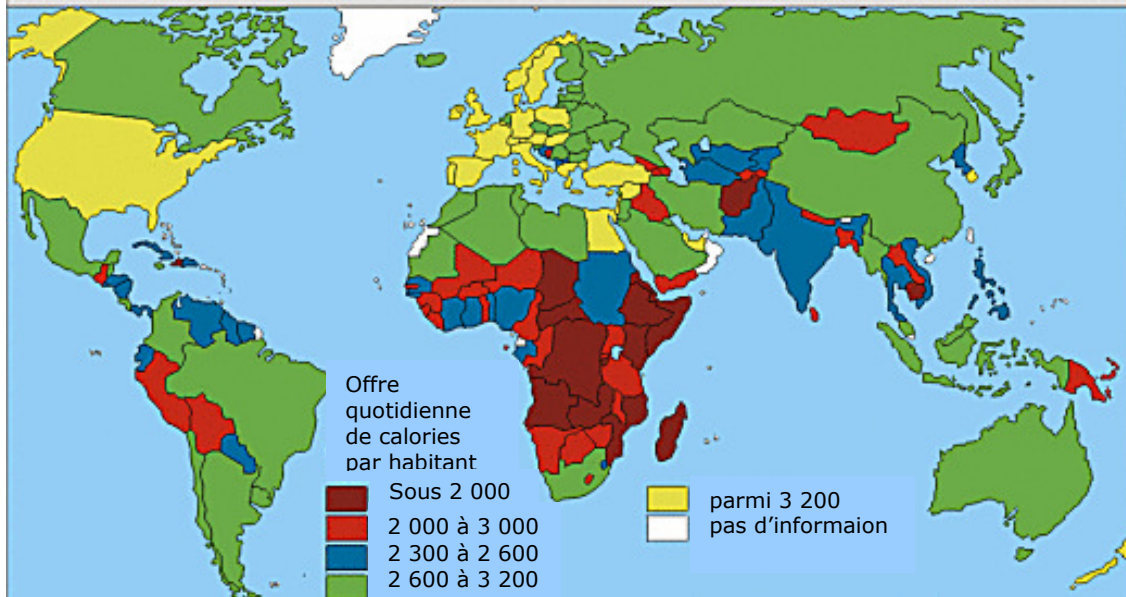 Offre
quotidienne
de calories
par habitant
Sous 2 000
2 000 à 3 000
2 300 à 2 600
2 600 à 3 200
parmi 3 200
pas d’informaion